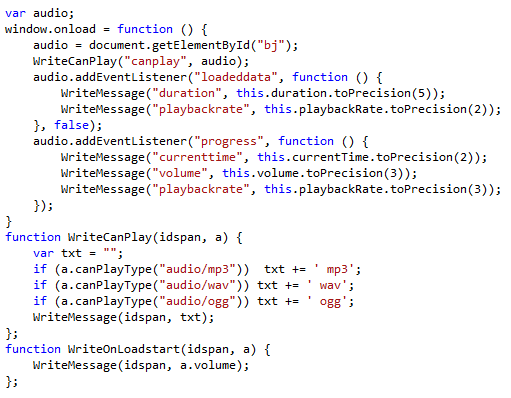 var audio;
window.onload = function () {
    audio = document.getElementById("bj");
    WriteCanPlay("canplay", audio);
    audio.addEventListener("loadeddata", function () {
        WriteMessage("duration", this.duration.toPrecision(5));
        WriteMessage("playbackrate", this.playbackRate.toPrecision(2));
    }, false);
    audio.addEventListener("progress", function () {
        WriteMessage("currenttime", this.currentTime.toPrecision(2));
        WriteMessage("volume", this.volume.toPrecision(3));
        WriteMessage("playbackrate", this.playbackRate.toPrecision(3));
    });
}
function WriteCanPlay(idspan, a) {
    var txt = "";
    if (a.canPlayType("audio/mp3"))  txt += ' mp3';
    if (a.canPlayType("audio/wav")) txt += ' wav';
    if (a.canPlayType("audio/ogg")) txt += ' ogg';
    WriteMessage(idspan, txt);
};
function WriteOnLoadstart(idspan, a) {
    WriteMessage(idspan, a.volume);
};